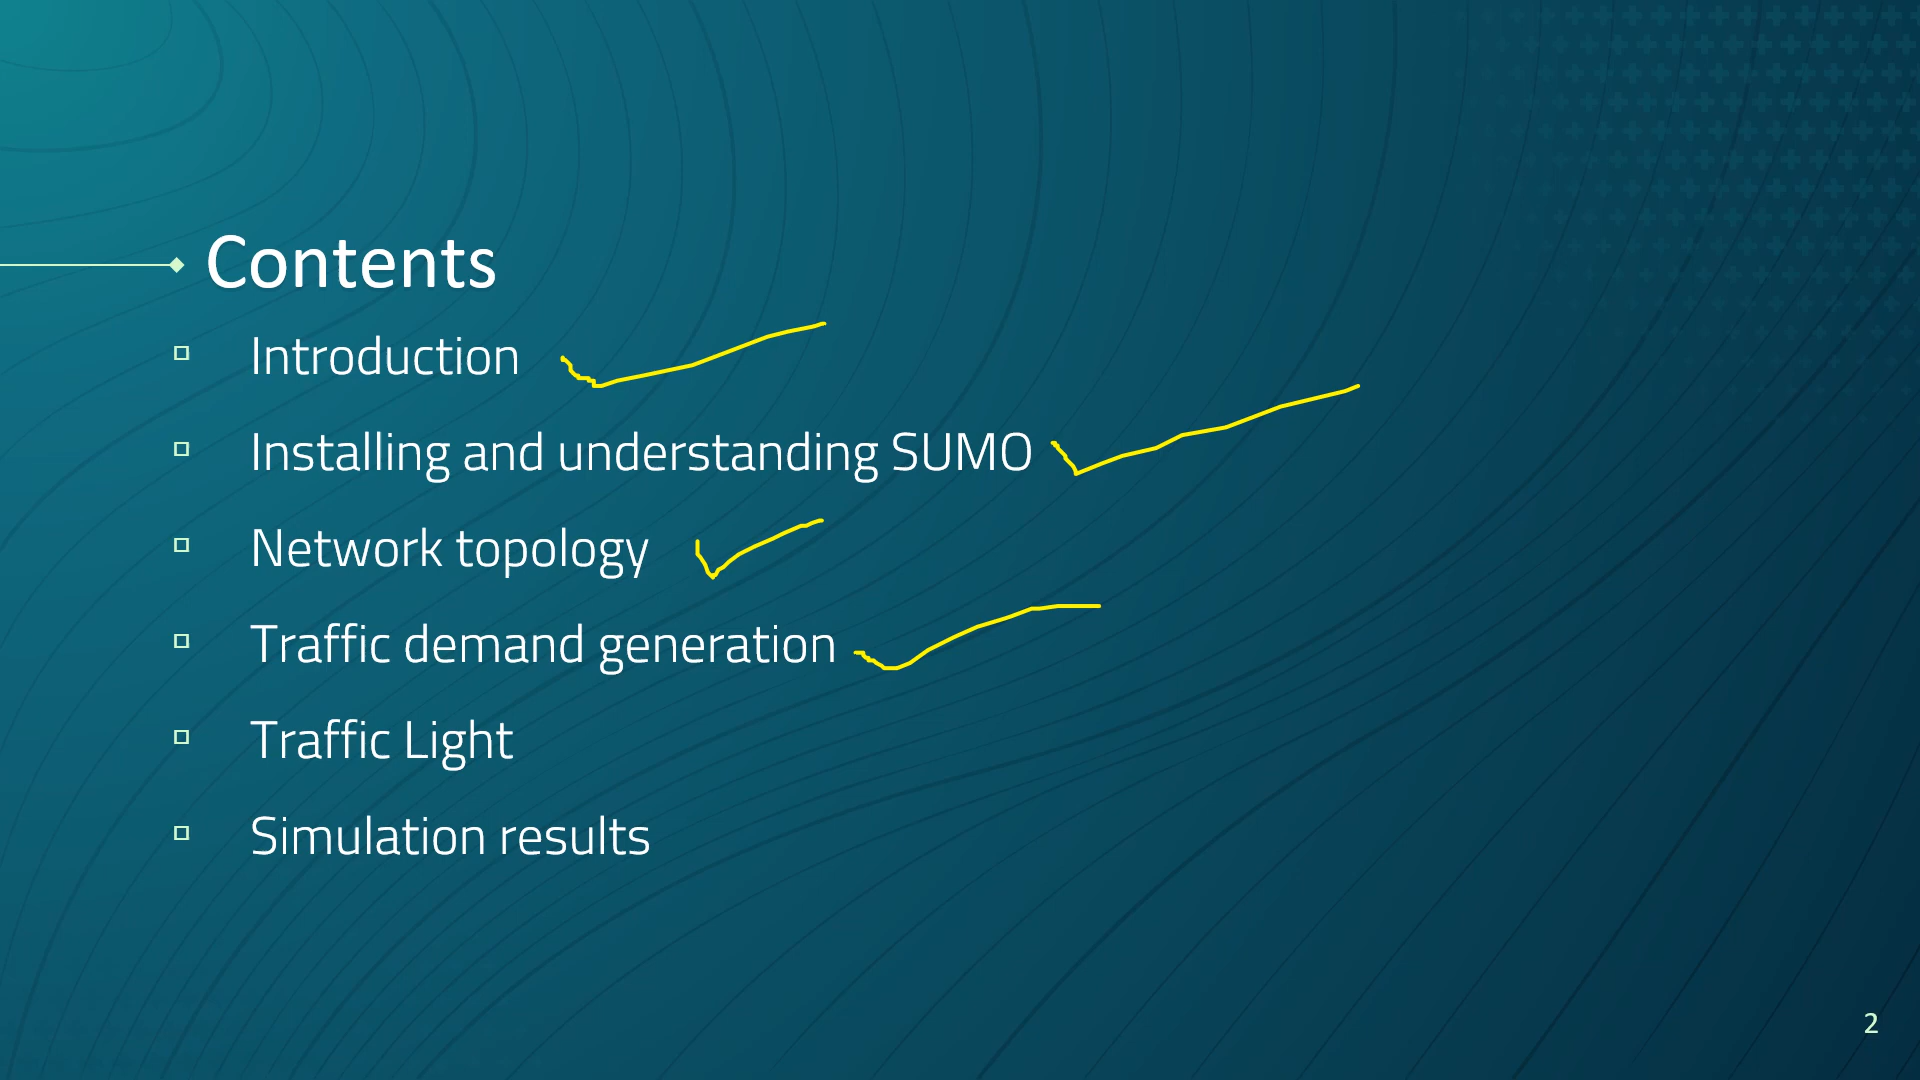 Contents
Introduction
Installing and understanding SUMO
Network topology
Traffic demand generation
Traffic Light
Simulation results
2